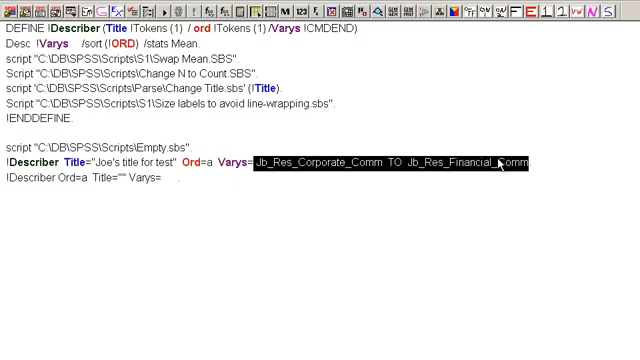 DEFINE !Describer (Title !Tokens (1) / ord !Tokens (1) /Varys !CMDEND)
Desc !Varys /sort (!ORD) /stats Mean.
script "C:\DB\SPSS\Scripts\S1\Swap Mean.SBS".
Script "C:\DB\SPSS\Scripts\Change N to Count.SBS".
script 'C:\DB\SPSS\Scripts\Parse\Change Title.sbs' (!Title).
Script "C:\DB\SPSS\Scripts\S1\Size labels to avoid line-wrapping.sbs".
!ENDDEFINE.
script "C:\DB\SPSS\Scripts\Empty.sbs".
!Describer Title="Joe's title for test" Ord=a Varys= Jb_Res_Corporate_Comm TO Jb_Res_Financial_Comm
!Describer Ord=a Title="" Varys= .